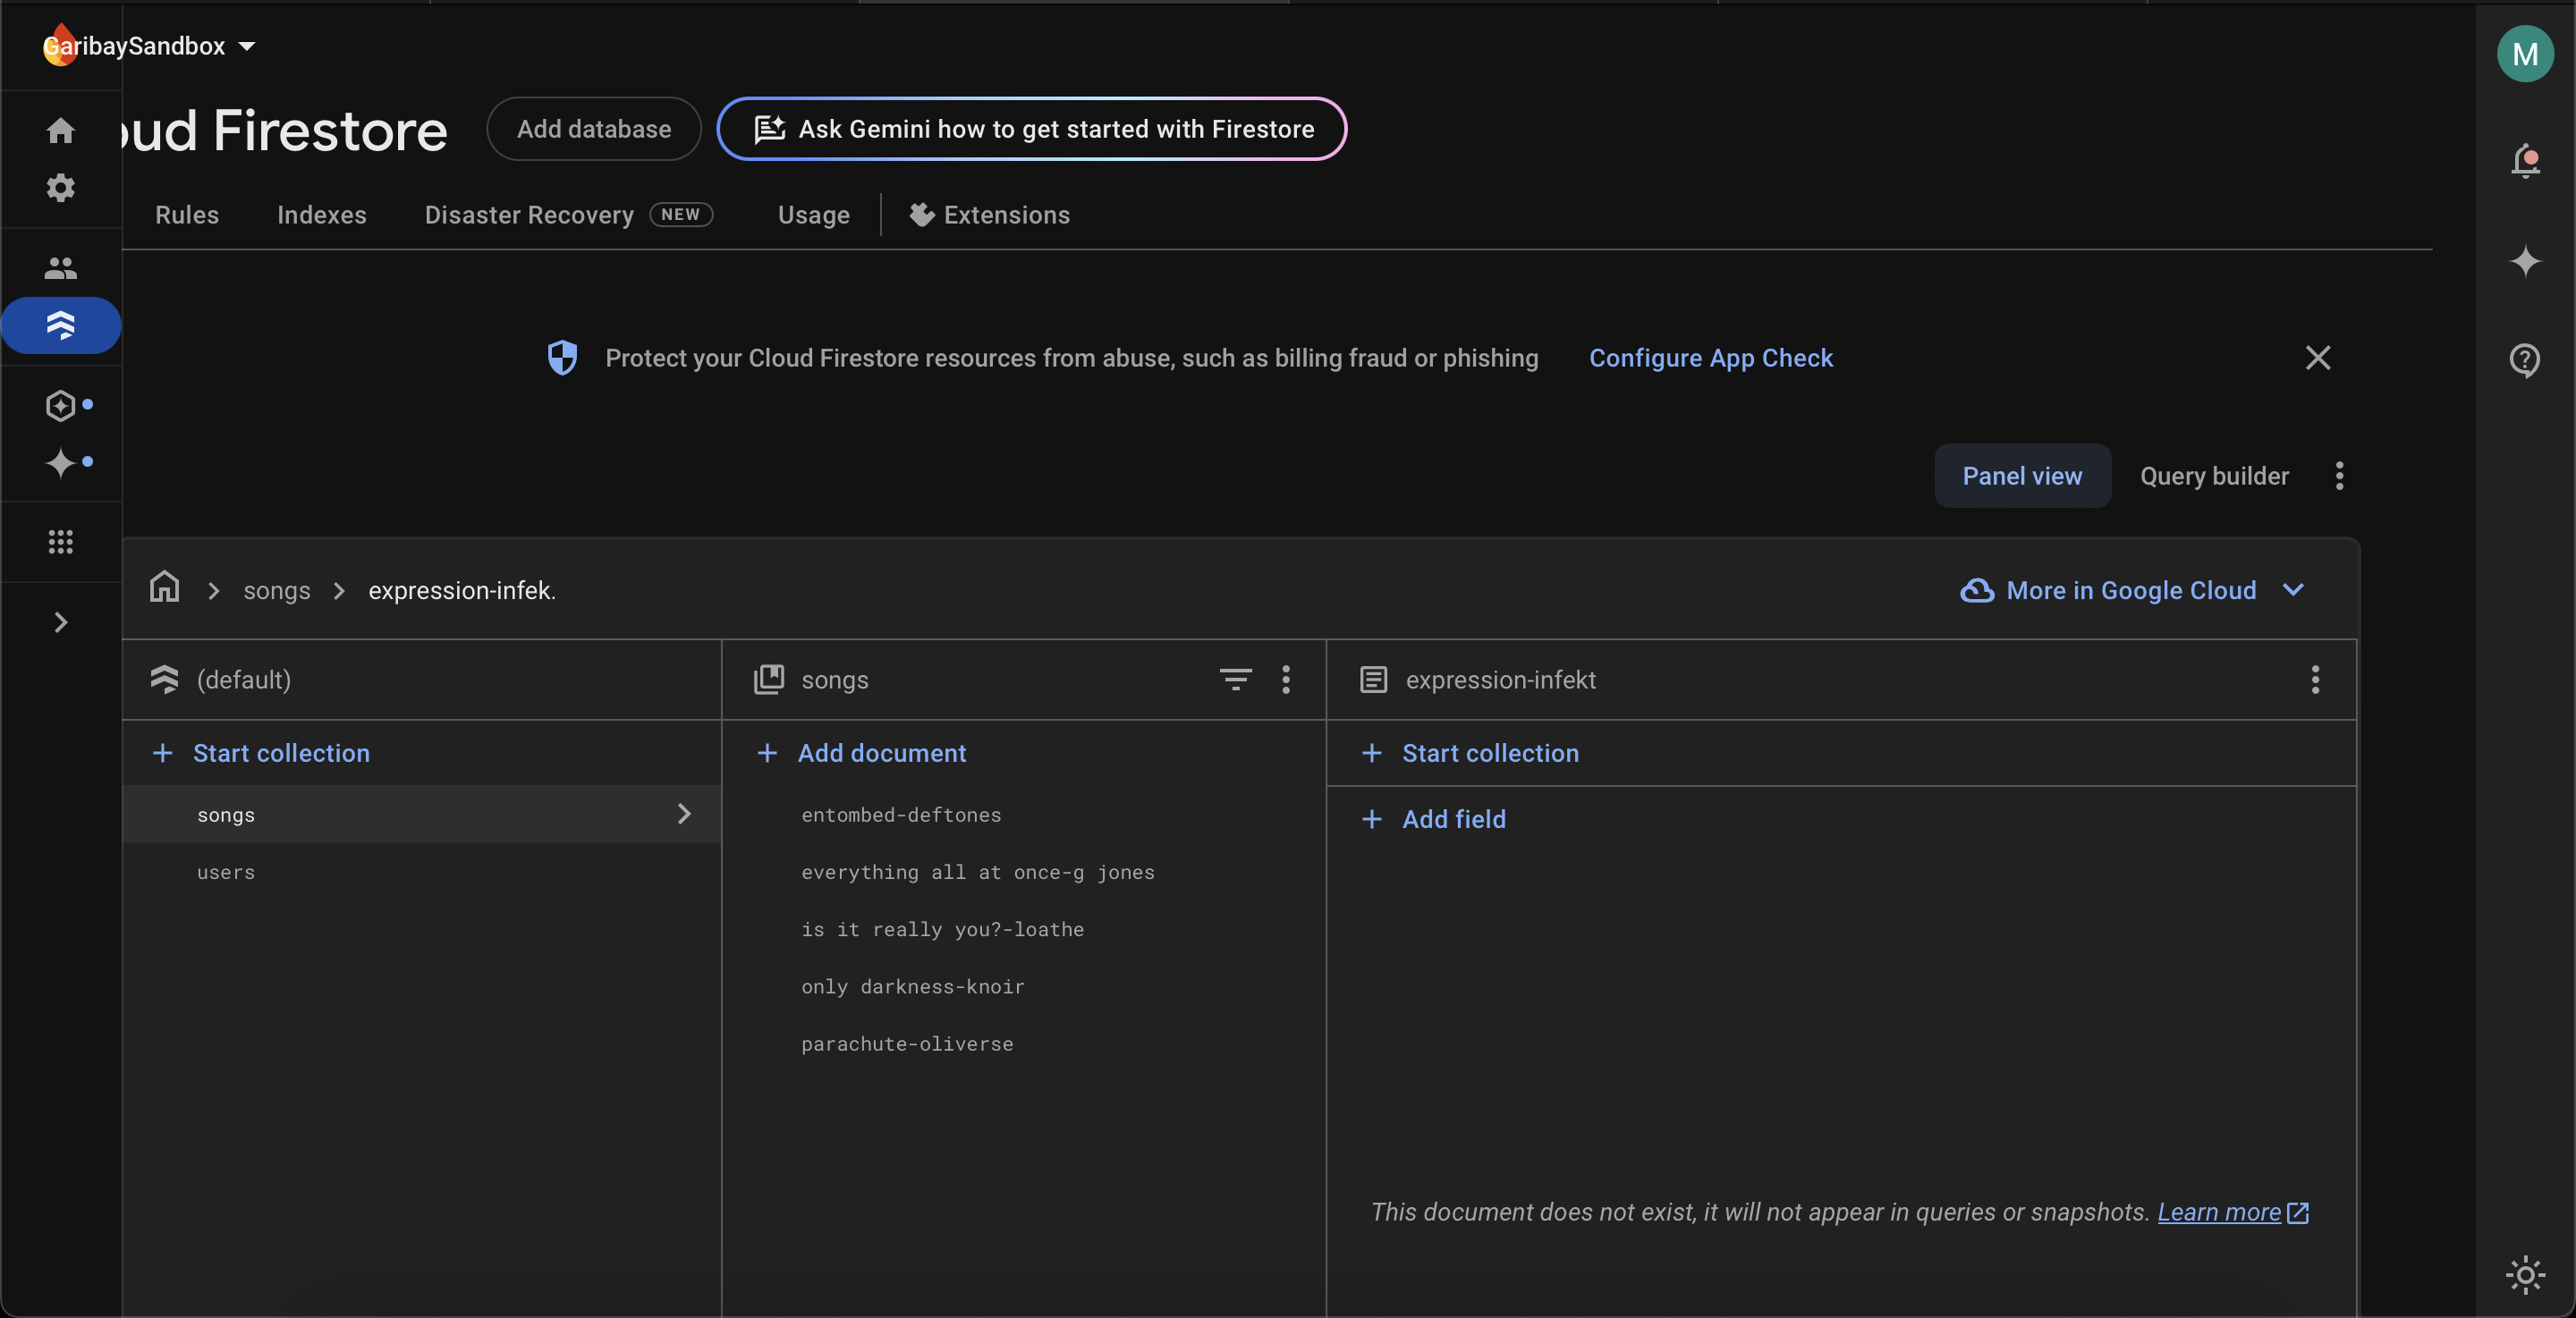 GaribaySandbox
M
oud Firestore
Add database
Ask Gemini how to get started with Firestore
Rules
Indexes
Disaster Recovery NEW
Usage
Extensions
Protect your Cloud Firestore resources from abuse, such as billing fraud or phishing
Configure App Check
Panel view
Query builder
songs
expression-infek.
More in Google Cloud
(default)
songs
expression-infekt
Start collection
Add document
Start collection
songs
users
entombed-deftones
everything all at once-g jones
is it really you?-loathe
only darkness-knoir
parachute-oliverse
Add field
This document does not exist, it will not appear in queries or snapshots. Learn more